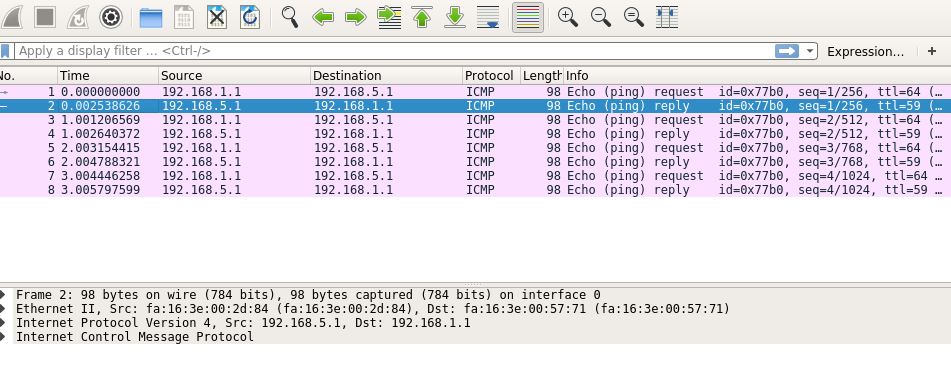 Apply a display filter … <Ctrl-/> Expression… +
No. Time Source Destination Protocol Length Info
1 0.000000000 192.168.1.1 192.168.5.1 ICMP 98 Echo (ping) request id=0x77b0, seq=1/256, ttl=64 (…
2 0.002538626 192.168.5.1 192.168.1.1 ICMP 98 Echo (ping) reply id=0x77b0, seq=1/256, ttl=59 (…
3 1.001206569 192.168.1.1 192.168.5.1 ICMP 98 Echo (ping) request id=0x77b0, seq=2/512, ttl=64 (…
4 1.002640372 192.168.5.1 192.168.1.1 ICMP 98 Echo (ping) reply id=0x77b0, seq=2/512, ttl=59 (…
5 2.003154415 192.168.1.1 192.168.5.1 ICMP 98 Echo (ping) request id=0x77b0, seq=3/768, ttl=64 (…
6 2.004788321 192.168.5.1 192.168.1.1 ICMP 98 Echo (ping) reply id=0x77b0, seq=3/768, ttl=59 (…
7 3.004446258 192.168.1.1 192.168.5.1 ICMP 98 Echo (ping) request id=0x77b0, seq=4/1024, ttl=64 …
8 3.005797599 192.168.5.1 192.168.1.1 ICMP 98 Echo (ping) reply id=0x77b0, seq=4/1024, ttl=59 …
Frame 2: 98 bytes on wire (784 bits), 98 bytes captured (784 bits) on interface 0
Ethernet II, Src: fa:16:3e:00:2d:84 (fa:16:3e:00:2d:84), Dst: fa:16:3e:00:57:71 (fa:16:3e:00:57:71)
Internet Protocol Version 4, Src: 192.168.5.1, Dst: 192.168.1.1
Internet Control Message Protocol